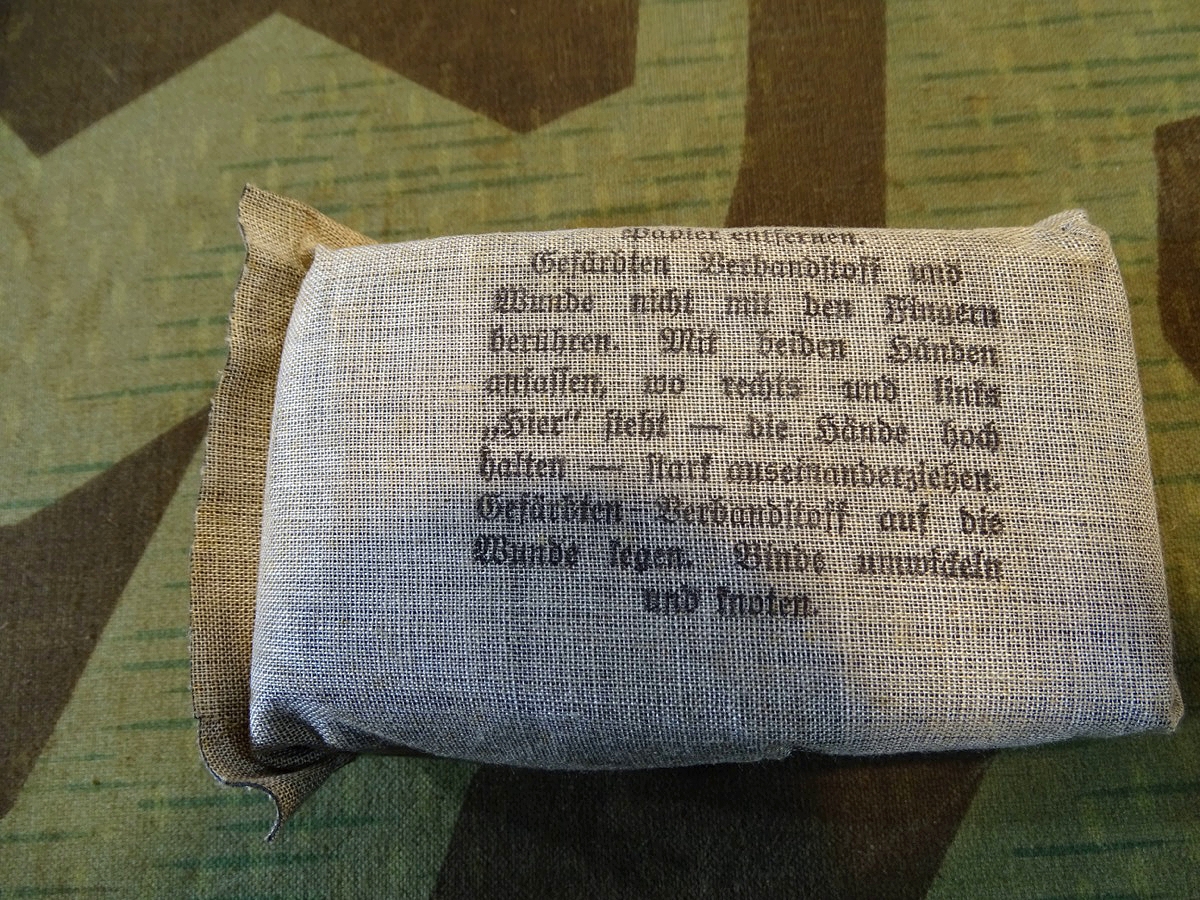 Papier entfernen.
Gefärbten Verbandstoff und
Wunde nicht mit den Fingern
berühren. Mit beiden Händen
anfassen, wo rechts und links
„Hier“ steht — die Hände hoch
halten — stark auseinanderziehen.
Gefärbten Verbandstoff auf die
Wunde legen. Binde umwickeln
und knoten.